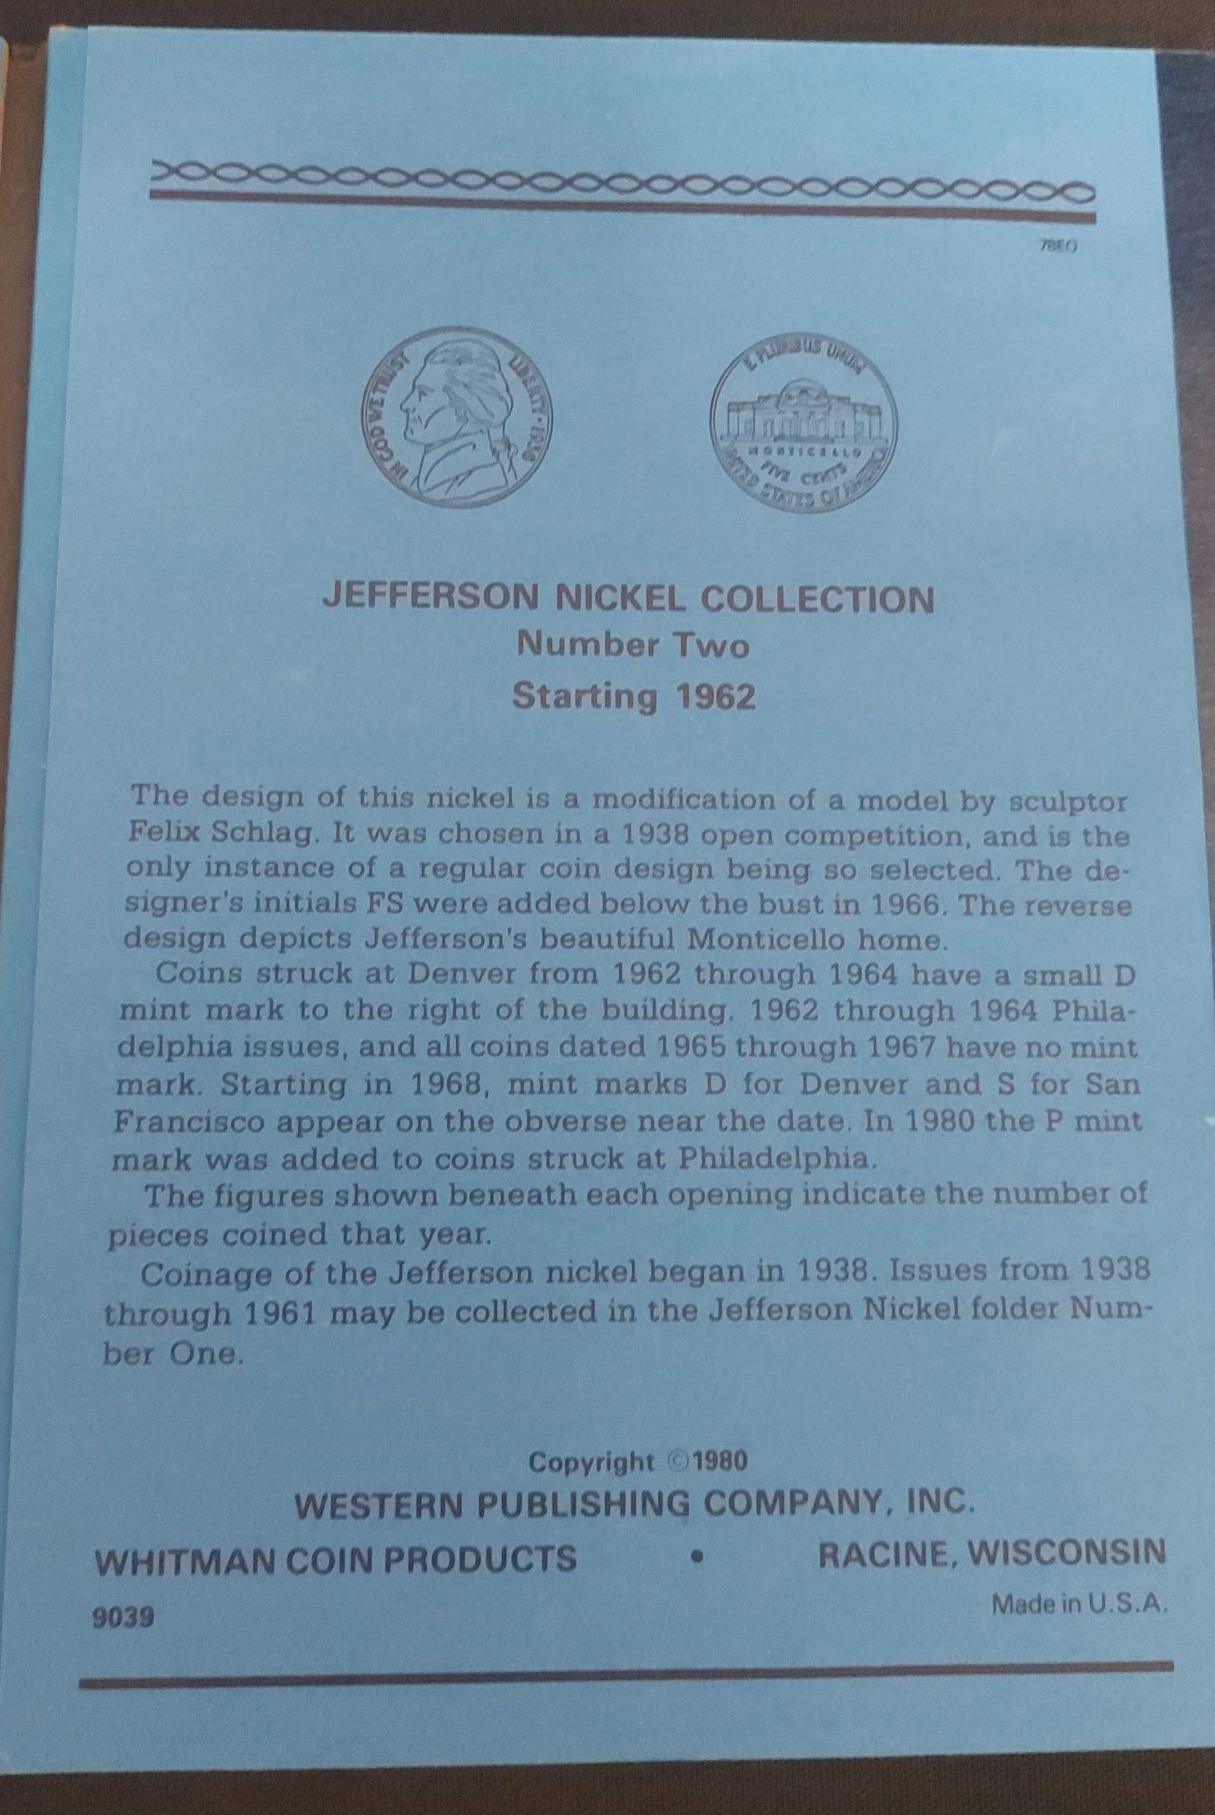 78EO
IN GOD WE TRUST LIBERTY · 1938
E PLURIBUS UNUM
MONTICELLO
FIVE CENTS
UNITED STATES OF AMERICA
JEFFERSON NICKEL COLLECTION
Number Two
Starting 1962
The design of this nickel is a modification of a model by sculptor
Felix Schlag. It was chosen in a 1938 open competition, and is the
only instance of a regular coin design being so selected. The de-
signer's initials FS were added below the bust in 1966. The reverse
design depicts Jefferson's beautiful Monticello home.
Coins struck at Denver from 1962 through 1964 have a small D
mint mark to the right of the building. 1962 through 1964 Phila-
delphia issues, and all coins dated 1965 through 1967 have no mint
mark. Starting in 1968, mint marks D for Denver and S for San
Francisco appear on the obverse near the date. In 1980 the P mint
mark was added to coins struck at Philadelphia.
The figures shown beneath each opening indicate the number of
pieces coined that year.
Coinage of the Jefferson nickel began in 1938. Issues from 1938
through 1961 may be collected in the Jefferson Nickel folder Num-
ber One.
Copyright ©1980
WESTERN PUBLISHING COMPANY, INC.
WHITMAN COIN PRODUCTS • RACINE, WISCONSIN
9039 Made in U.S.A.